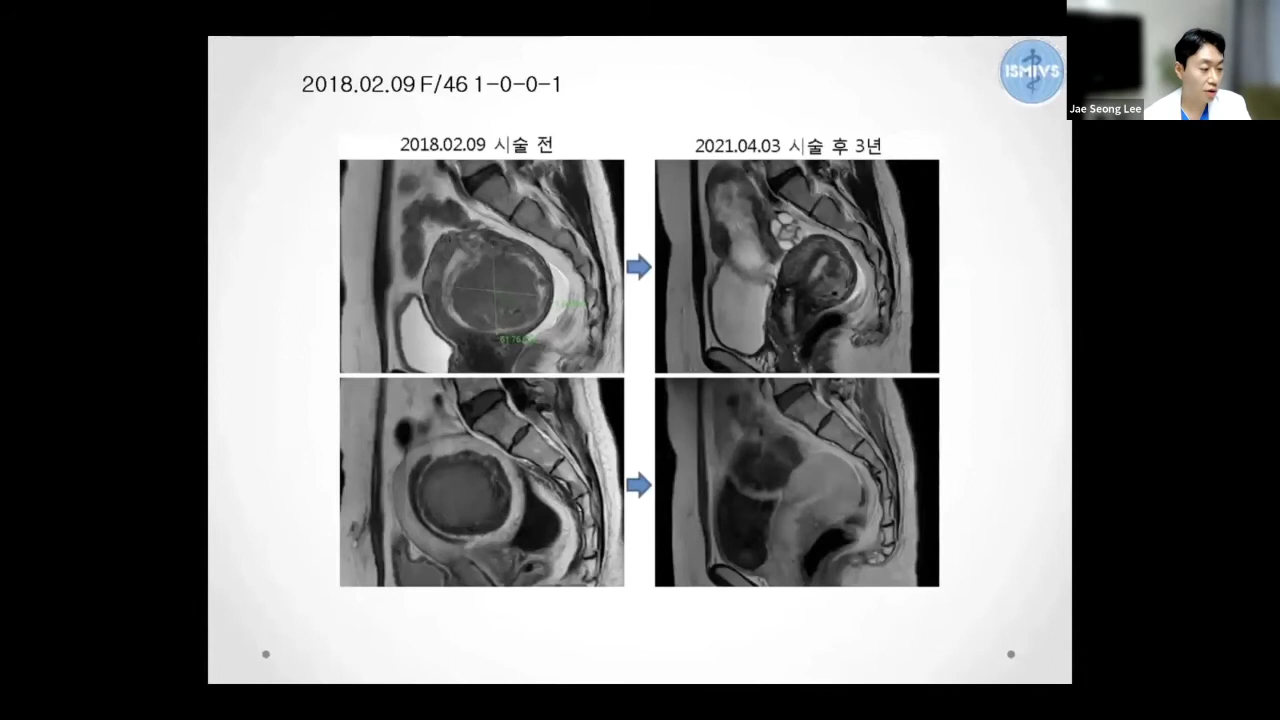 2018.02.09 F/46 1-0-0-1
ISMIVS
Jae Seong Lee
2018.02.09 시술 전
2021.04.03 시술 후 3년